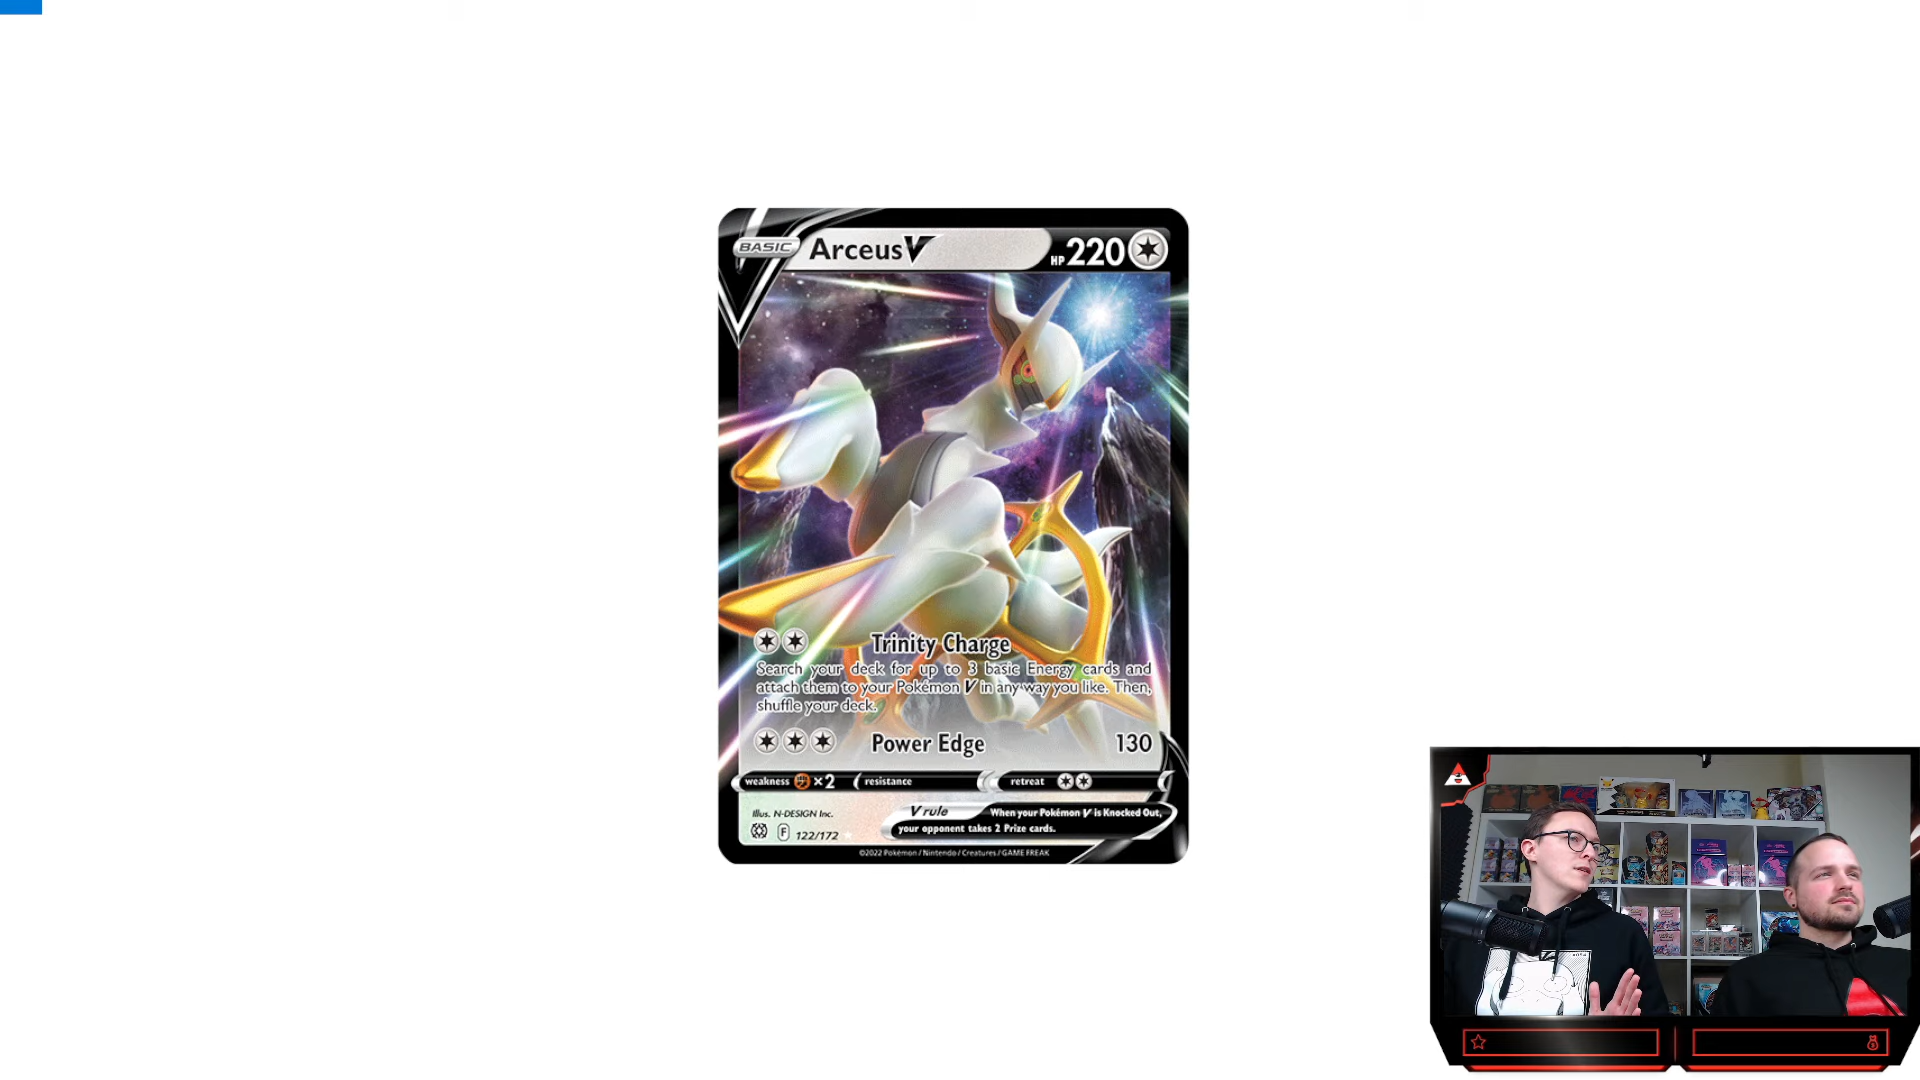 BASIC
Arceus V
HP 220
Trinity Charge
Search your deck for up to 3 basic Energy cards and
attach them to your Pokémon V in any way you like. Then,
shuffle your deck.
Power Edge 130
weakness ×2 resistance retreat
Illus. N-DESIGN Inc.
F 122/172
V rule When your Pokémon V is Knocked Out,
your opponent takes 2 Prize cards.
©2022 Pokémon / Nintendo / Creatures / GAME FREAK